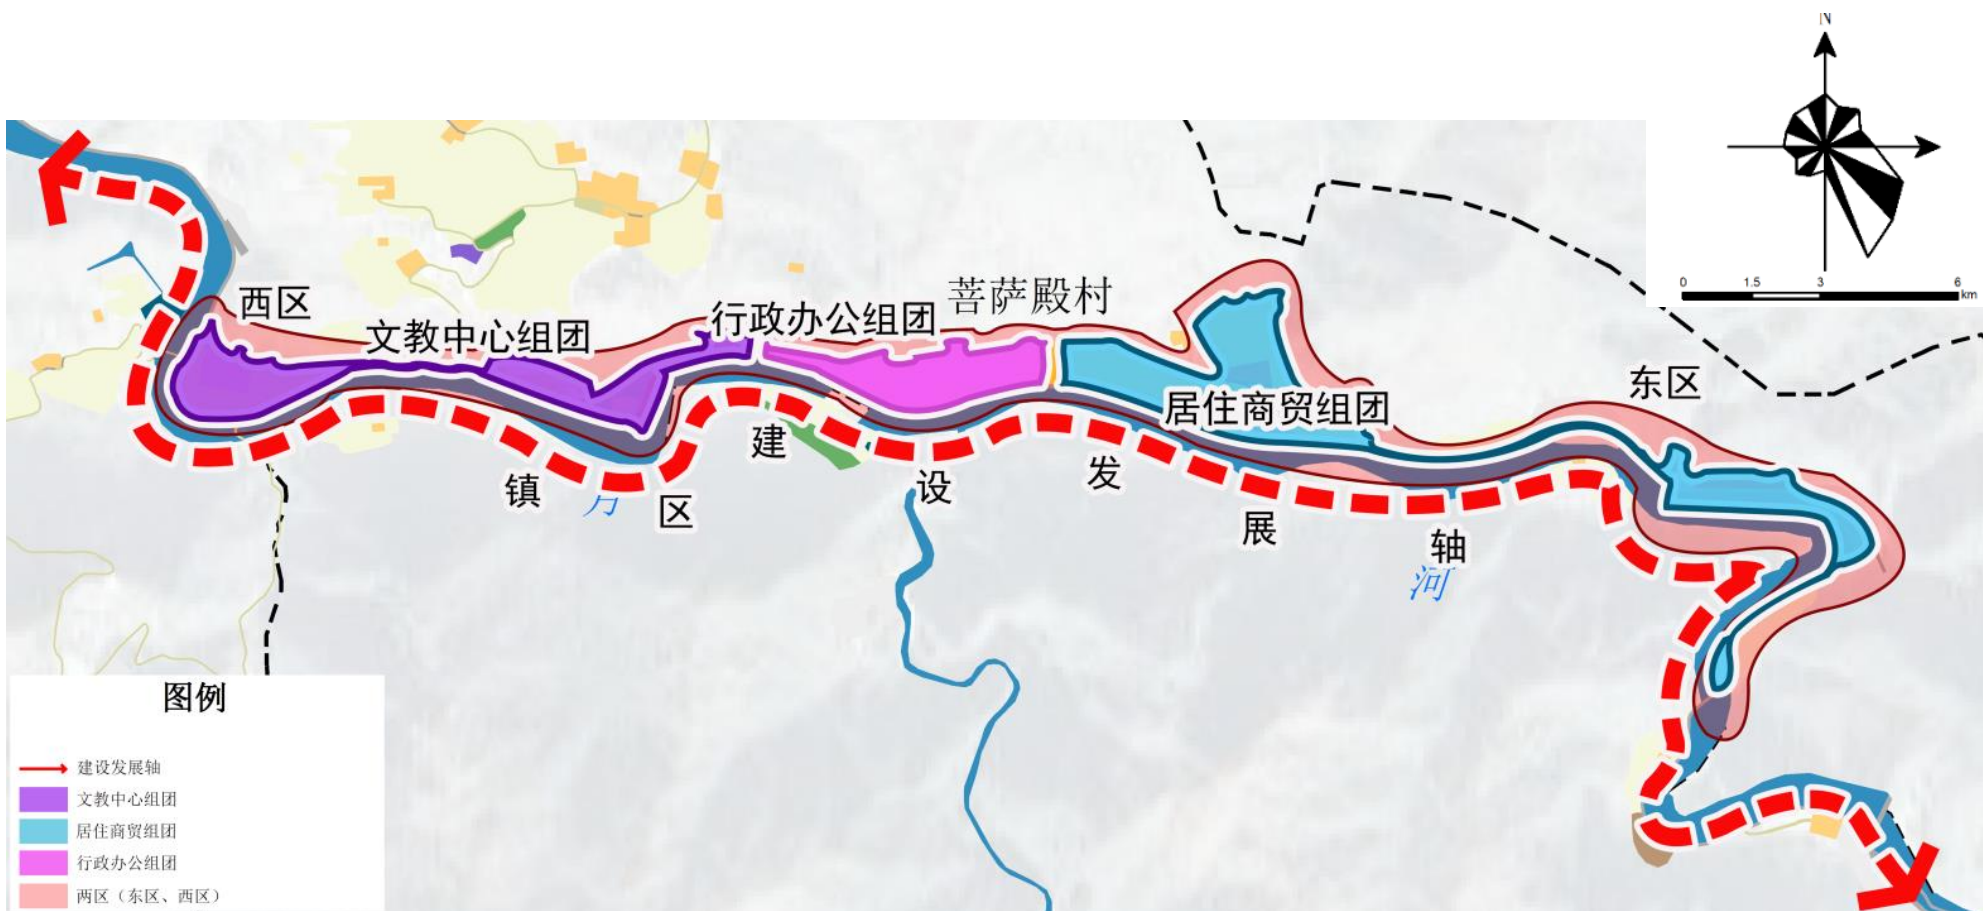 N
0 1.5 3 6
km
西区
文教中心组团
行政办公组团
菩萨殿村
居住商贸组团
东区
镇区建设发展轴
河
图例
建设发展轴
文教中心组团
居住商贸组团
行政办公组团
两区（东区、西区）